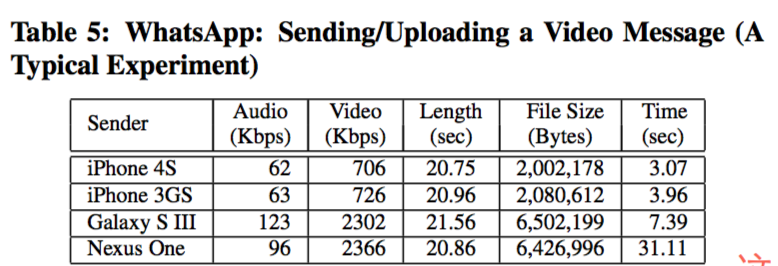 Table 5: WhatsApp: Sending/Uploading a Video Message (A
Typical Experiment)
Sender Audio (Kbps) Video (Kbps) Length (sec) File Size (Bytes) Time (sec)
iPhone 4S 62 706 20.75 2,002,178 3.07
iPhone 3GS 63 726 20.96 2,080,612 3.96
Galaxy S III 123 2302 21.56 6,502,199 7.39
Nexus One 96 2366 20.86 6,426,996 31.11